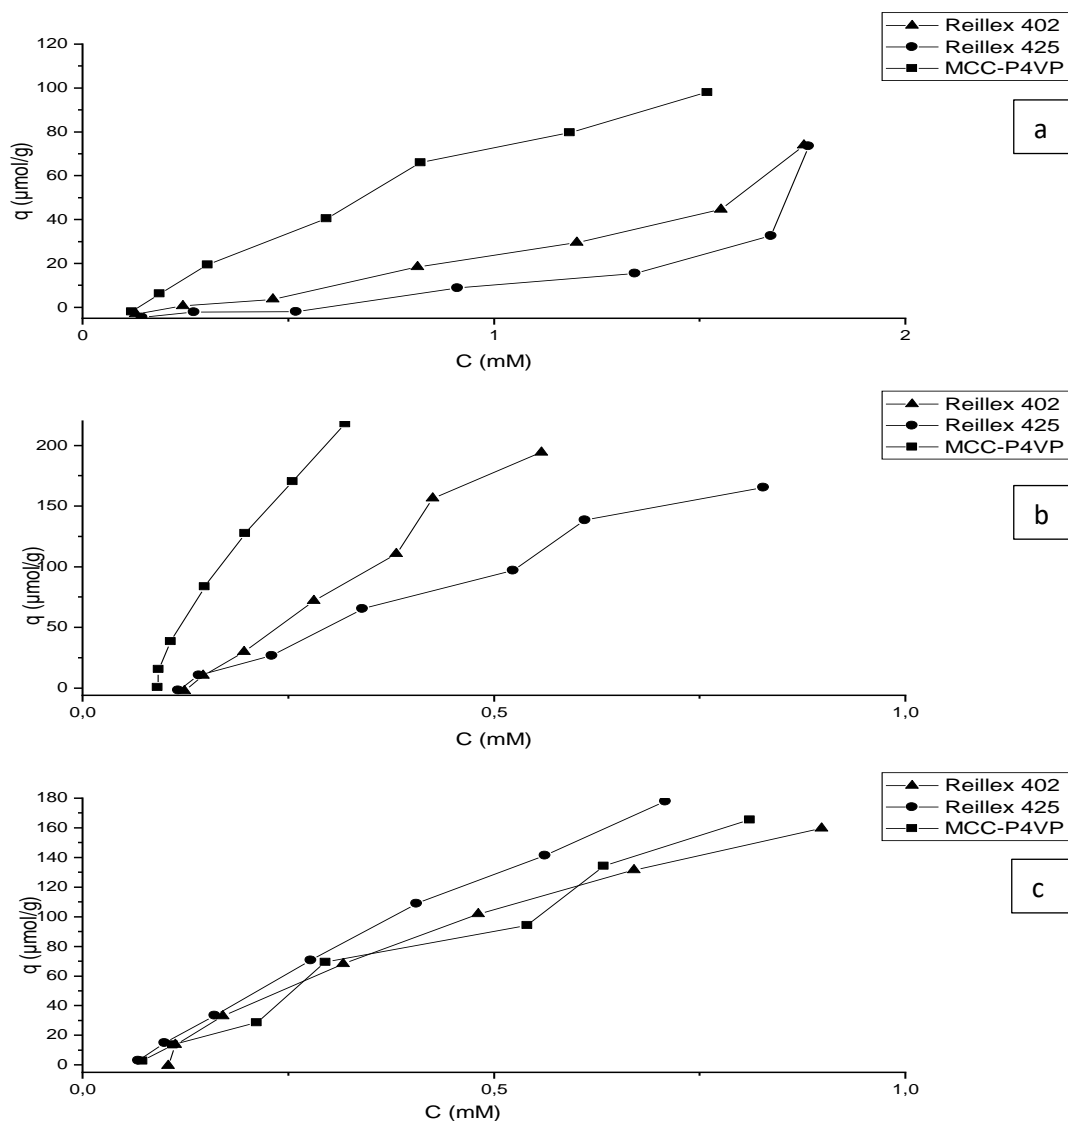 Reillex 402
Reillex 425
MCC-P4VP
a
120
100
80
60
40
20
0
q (µmol/g)
0 1 2
C (mM)
Reillex 402
Reillex 425
MCC-P4VP
b
200
150
100
50
0
q (µmol/g)
0,0 0,5 1,0
C (mM)
Reillex 402
Reillex 425
MCC-P4VP
c
180
160
140
120
100
80
60
40
20
0
q (µmol/g)
0,0 0,5 1,0
C (mM)